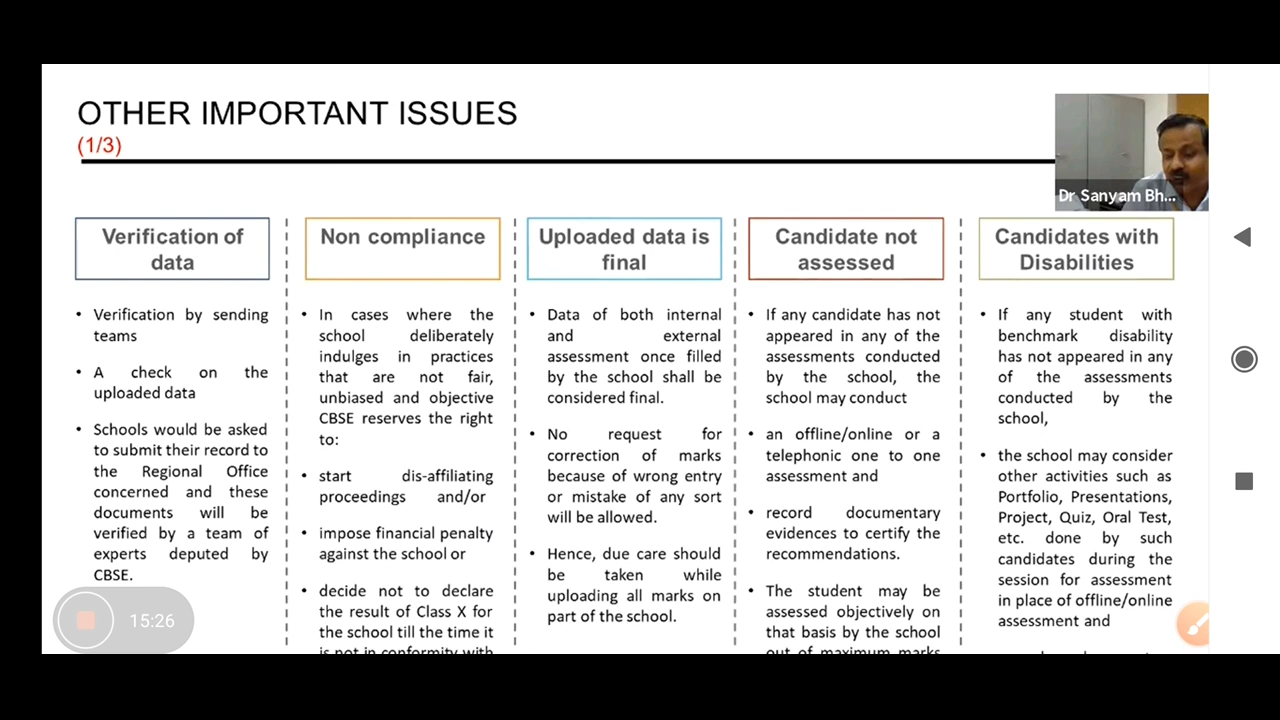 OTHER IMPORTANT ISSUES
(1/3)
Dr Sanyam Bh...
Verification of
data
• Verification by sending
teams
• A check on the
uploaded data
• Schools would be asked
to submit their record to
the Regional Office
concerned and these
documents will be
verified by a team of
experts deputed by
CBSE.
15:26
Non compliance
• In cases where the
school deliberately
indulges in practices
that are not fair,
unbiased and objective
CBSE reserves the right
to:
• start dis-affiliating
proceedings and/or
• impose financial penalty
against the school or
• decide not to declare
the result of Class X for
the school till the time it
is not in conformity with
Uploaded data is
final
• Data of both internal
and external
assessment once filled
by the school shall be
considered final.
• No request for
correction of marks
because of wrong entry
or mistake of any sort
will be allowed.
• Hence, due care should
be taken while
uploading all marks on
part of the school.
Candidate not
assessed
• If any candidate has not
appeared in any of the
assessments conducted
by the school, the
school may conduct
• an offline/online or a
telephonic one to one
assessment and
• record documentary
evidences to certify the
recommendations.
• The student may be
assessed objectively on
that basis by the school
out of maximum marks
Candidates with
Disabilities
• If any student with
benchmark disability
has not appeared in any
of the assessments
conducted by the
school,
• the school may consider
other activities such as
Portfolio, Presentations,
Project, Quiz, Oral Test,
etc. done by such
candidates during the
session for assessment
in place of offline/online
assessment and